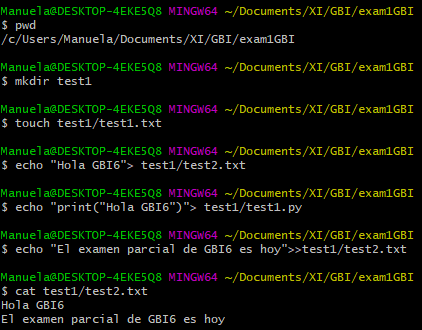 Manuela@DESKTOP-4EKE5Q8 MINGW64 ~/Documents/XI/GBI/exam1GBI
$ pwd
/c/Users/Manuela/Documents/XI/GBI/exam1GBI
Manuela@DESKTOP-4EKE5Q8 MINGW64 ~/Documents/XI/GBI/exam1GBI
$ mkdir test1
Manuela@DESKTOP-4EKE5Q8 MINGW64 ~/Documents/XI/GBI/exam1GBI
$ touch test1/test1.txt
Manuela@DESKTOP-4EKE5Q8 MINGW64 ~/Documents/XI/GBI/exam1GBI
$ echo "Hola GBI6"> test1/test2.txt
Manuela@DESKTOP-4EKE5Q8 MINGW64 ~/Documents/XI/GBI/exam1GBI
$ echo "print("Hola GBI6")"> test1/test1.py
Manuela@DESKTOP-4EKE5Q8 MINGW64 ~/Documents/XI/GBI/exam1GBI
$ echo "El examen parcial de GBI6 es hoy">>test1/test2.txt
Manuela@DESKTOP-4EKE5Q8 MINGW64 ~/Documents/XI/GBI/exam1GBI
$ cat test1/test2.txt
Hola GBI6
El examen parcial de GBI6 es hoy